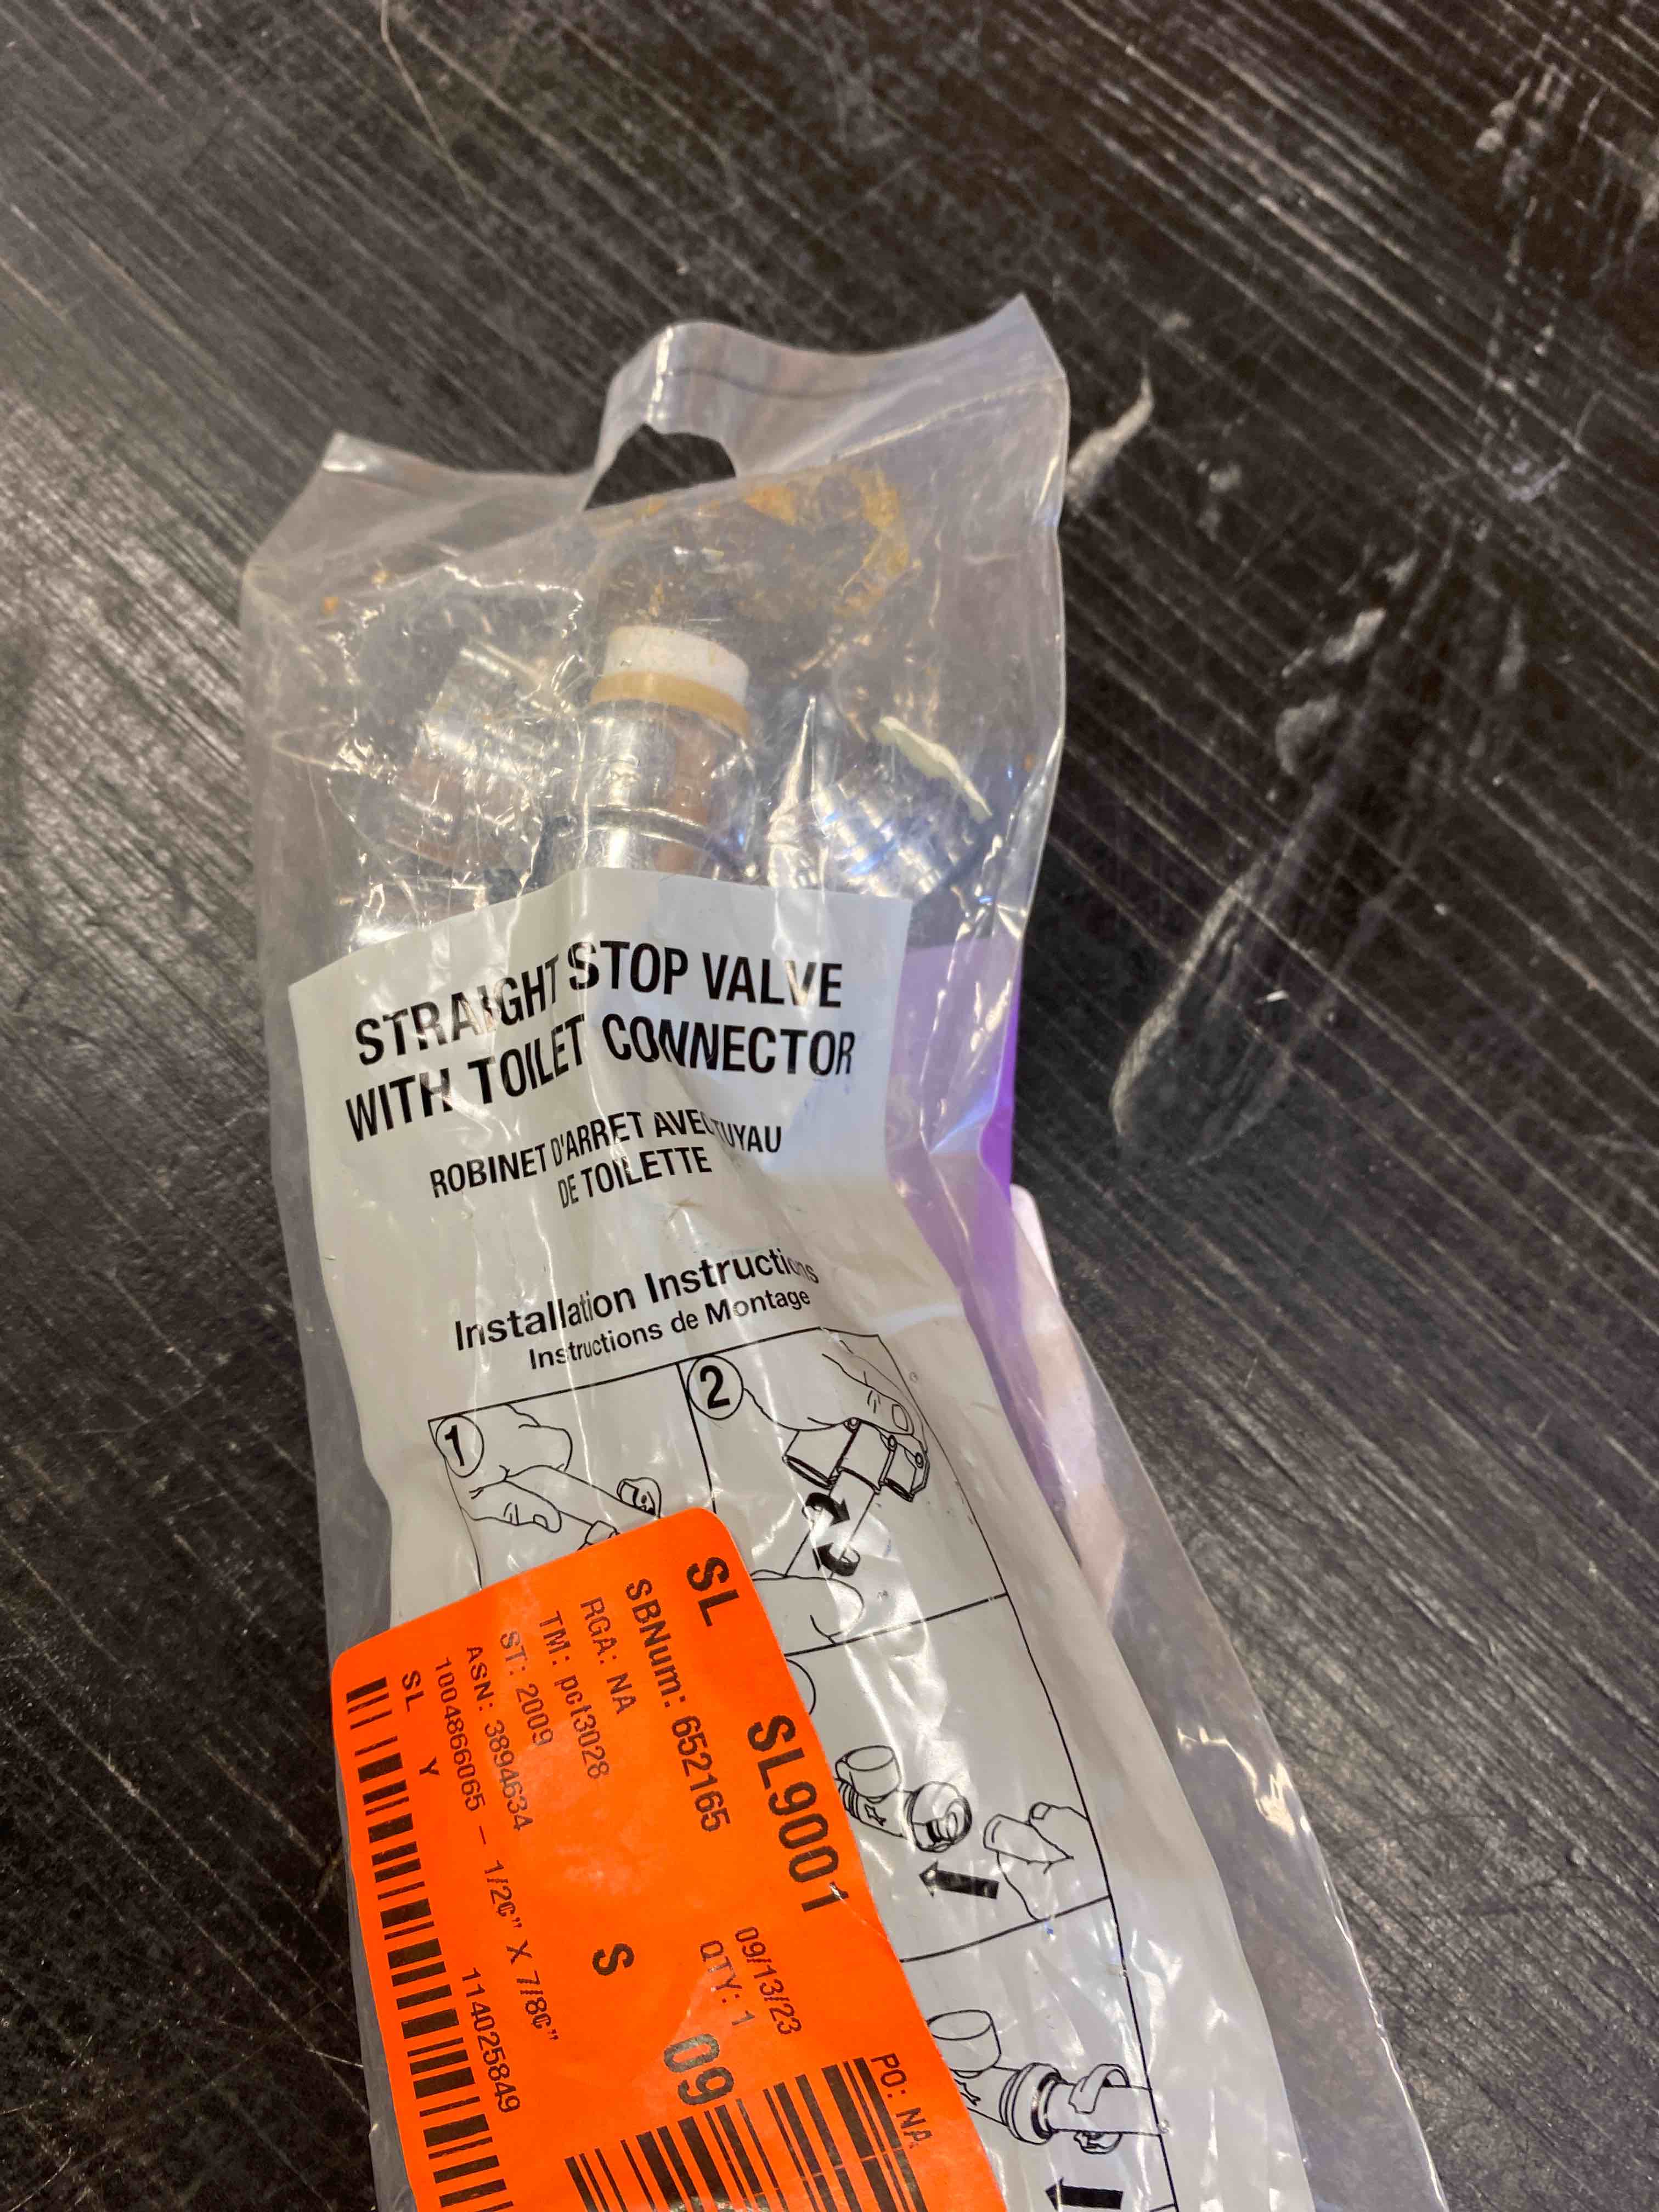 STRAIGHT STOP VALVE
WITH TOILET CONNECTOR
ROBINET D'ARRET AVEC TUYAU
DE TOILETTE
Installation Instructions
Instructions de Montage
1
2
SL
SL9001
09/13/23
PO: NA
SBNum: 652165
QTY: 1
RGA: NA
09
TM: pct3028
S
ST: 2009
ASN: 3894634
1004866065 - 1/2C" X 7/8C"
SL Y
114025849